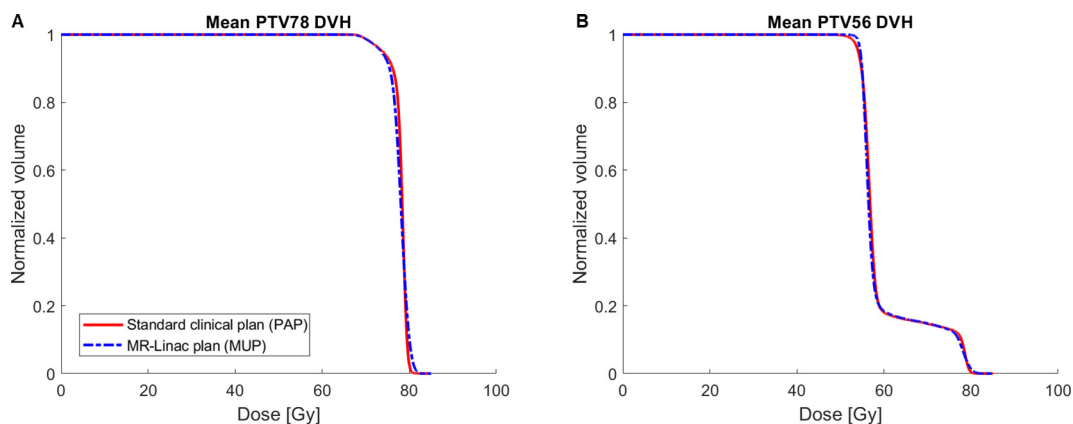 A
Mean PTV78 DVH
1
0.8
0.6
0.4
0.2
0
Normalized volume
Standard clinical plan (PAP)
MR-Linac plan (MUP)
0 20 40 60 80 100
Dose [Gy]
B
Mean PTV56 DVH
1
0.8
0.6
0.4
0.2
0
Normalized volume
0 20 40 60 80 100
Dose [Gy]